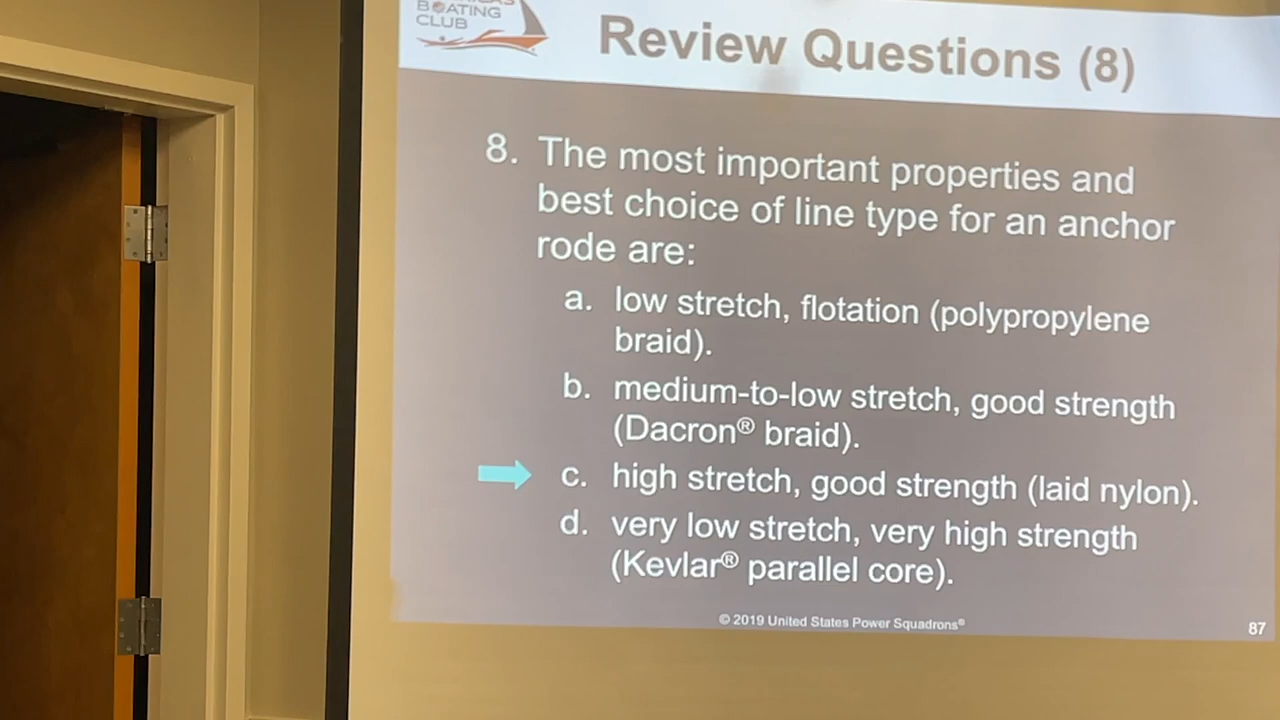 BOATING
CLUB
Review Questions (8)
8. The most important properties and
best choice of line type for an anchor
rode are:
a. low stretch, flotation (polypropylene
braid).
b. medium-to-low stretch, good strength
(Dacron® braid).
c. high stretch, good strength (laid nylon).
d. very low stretch, very high strength
(Kevlar® parallel core).
© 2019 United States Power Squadrons®
87